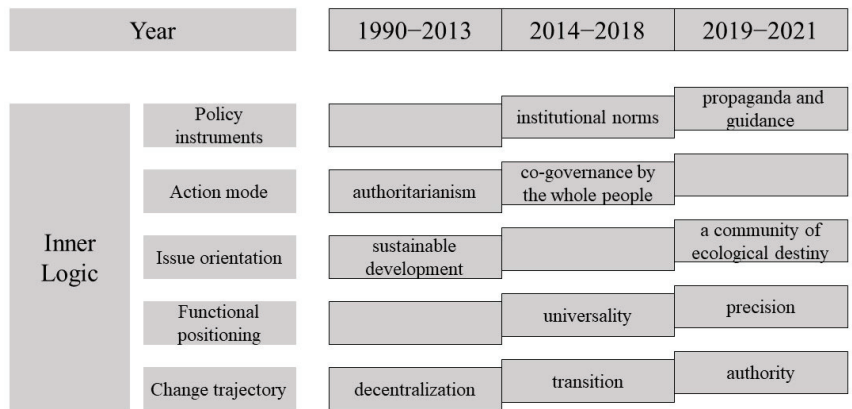 Year 1990−2013 2014−2018 2019−2021
Inner
Logic
Policy
instruments
institutional norms
propaganda and
guidance
Action mode
authoritarianism
co-governance by
the whole people
Issue orientation
sustainable
development
a community of
ecological destiny
Functional
positioning
universality
precision
Change trajectory
decentralization
transition
authority